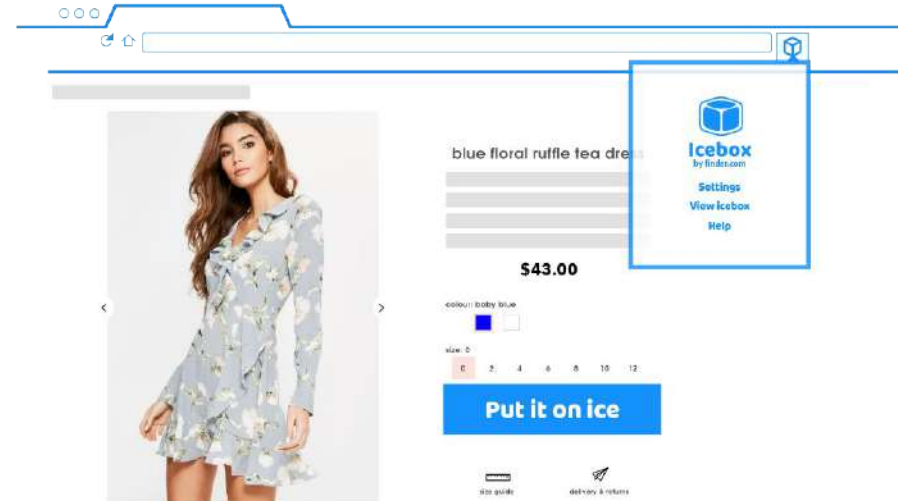 Icebox
by finder.com
Settings
View icebox
Help
blue floral ruffle tea dress
$43.00
colour: baby blue
size: 0
0 2 4 6 8 10 12
Put it on ice
size guide
delivery & returns